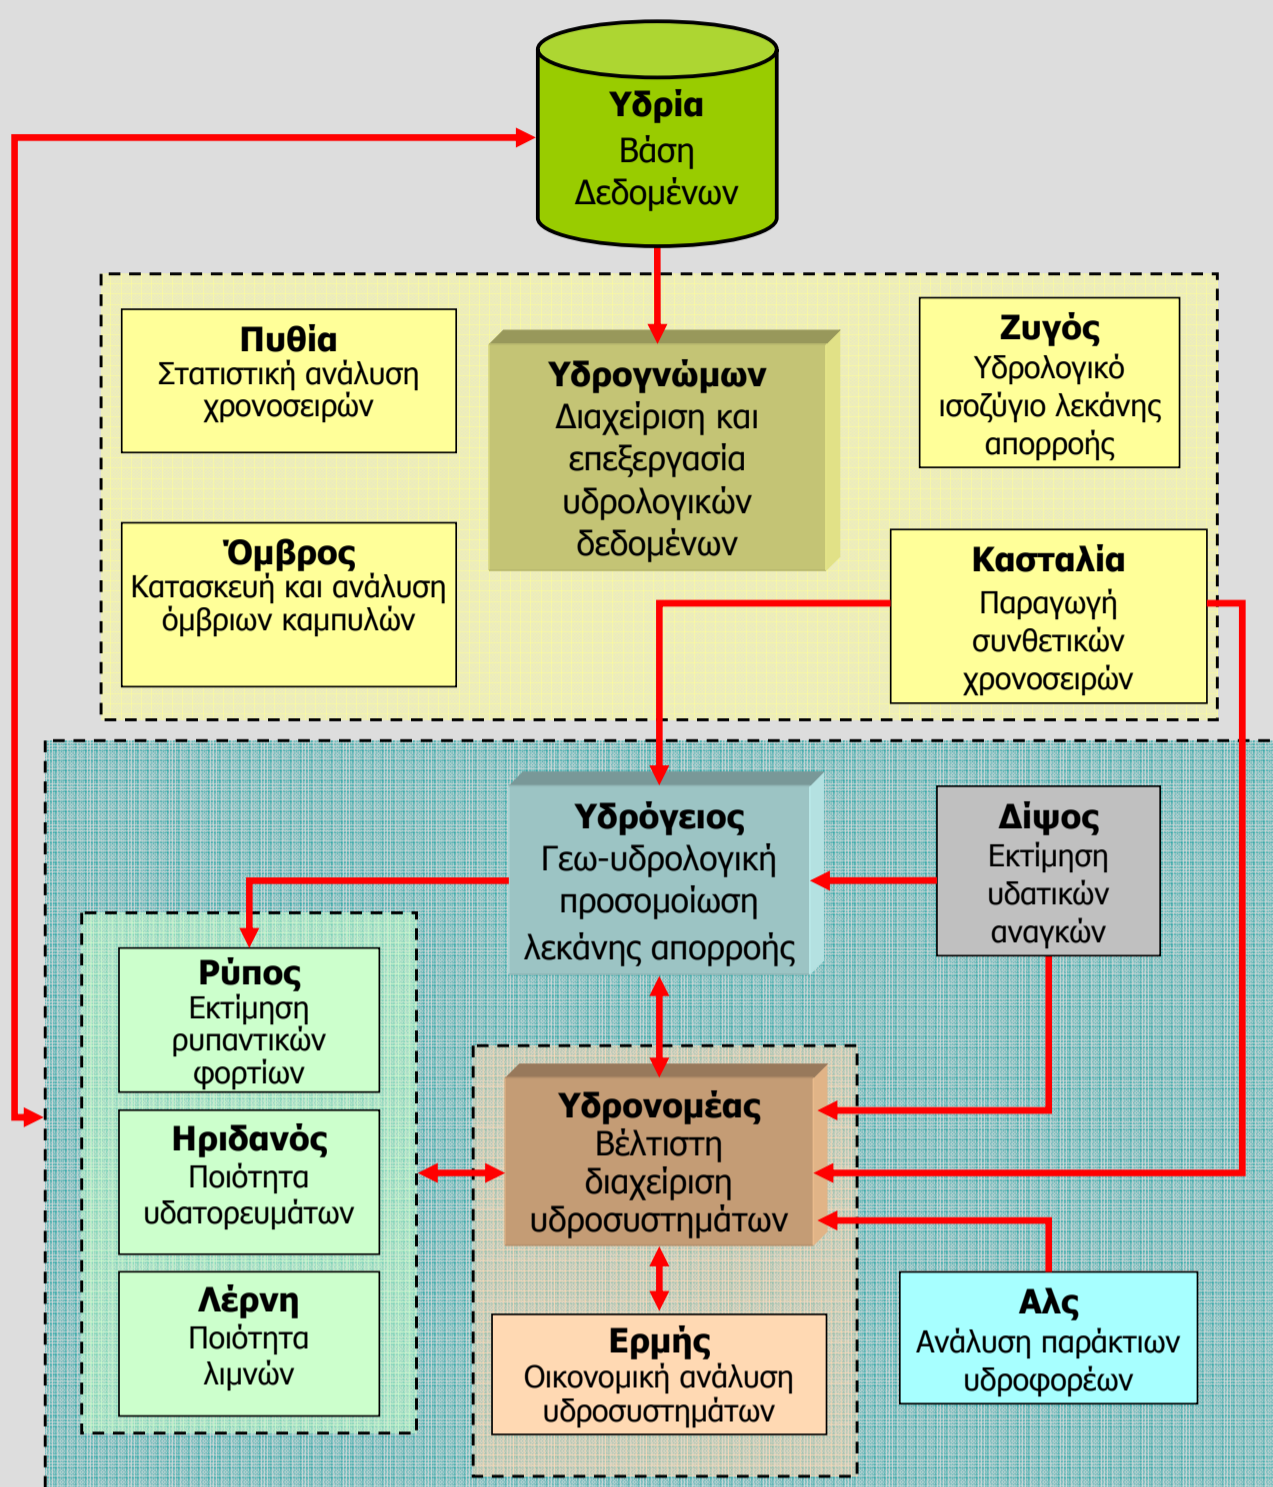 Υδρία
Βάση
Δεδομένων
Πυθία
Στατιστική ανάλυση
χρονοσειρών
Υδρογνώμων
Διαχείριση και
επεξεργασία
υδρολογικών
δεδομένων
Ζυγός
Υδρολογικό
ισοζύγιο λεκάνης
απορροής
Όμβρος
Κατασκευή και ανάλυση
όμβριων καμπυλών
Κασταλία
Παραγωγή
συνθετικών
χρονοσειρών
Υδρόγειος
Γεω-υδρολογική
προσομοίωση
λεκάνης απορροής
Δίψος
Εκτίμηση
υδατικών
αναγκών
Ρύπος
Εκτίμηση
ρυπαντικών
φορτίων
Ηριδανός
Ποιότητα
υδατορευμάτων
Λέρνη
Ποιότητα
λιμνών
Υδρονομέας
Βέλτιστη
διαχείριση
υδροσυστημάτων
Ερμής
Οικονομική ανάλυση
υδροσυστημάτων
Αλς
Ανάλυση παράκτιων
υδροφορέων